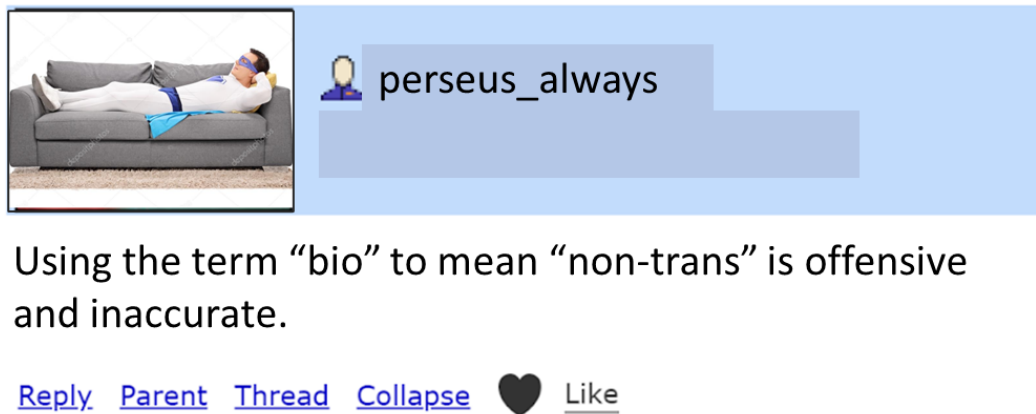 perseus_always
Using the term “bio” to mean “non-trans” is offensive
and inaccurate.
Reply Parent Thread Collapse Like